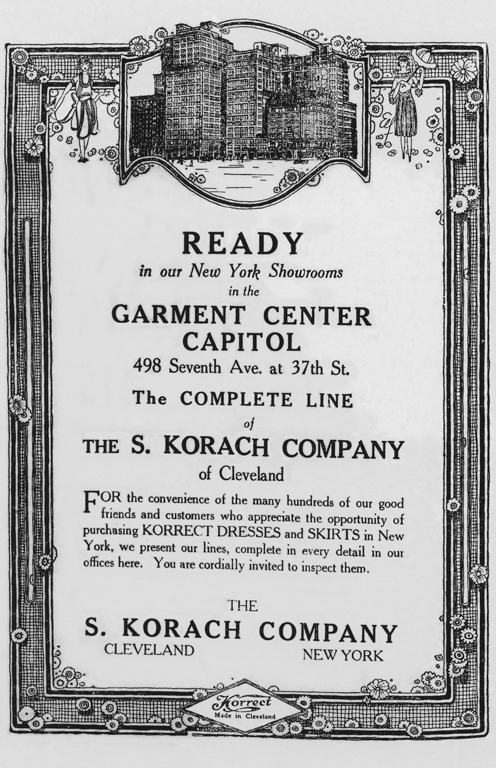 READY
in our New York Showrooms
in the
GARMENT CENTER
CAPITOL
498 Seventh Ave. at 37th St.
The COMPLETE LINE
of
THE S. KORACH COMPANY
of Cleveland
FOR the convenience of the many hundreds of our good
friends and customers who appreciate the opportunity of
purchasing KORRECT DRESSES and SKIRTS in New
York, we present our lines, complete in every detail in our
offices here. You are cordially invited to inspect them.
THE
S. KORACH COMPANY
CLEVELAND NEW YORK
Korrect
Made in Cleveland